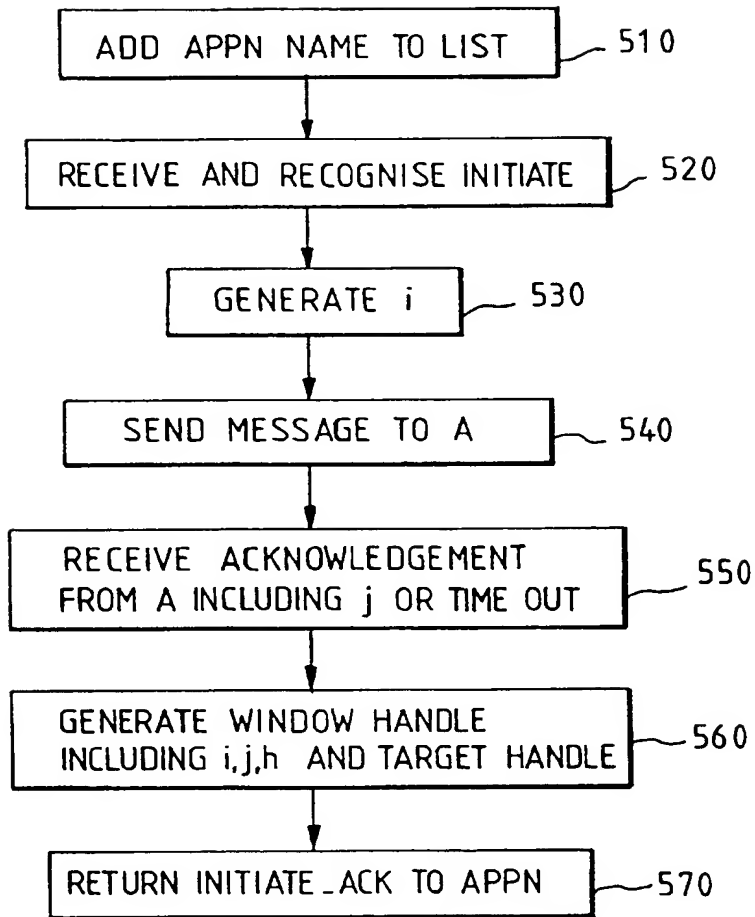 ADD APPN NAME TO LIST 510
RECEIVE AND RECOGNISE INITIATE 520
GENERATE i 530
SEND MESSAGE TO A 540
RECEIVE ACKNOWLEDGEMENT
FROM A INCLUDING j OR TIME OUT 550
GENERATE WINDOW HANDLE
INCLUDING i,j,h AND TARGET HANDLE 560
RETURN INITIATE_ACK TO APPN 570